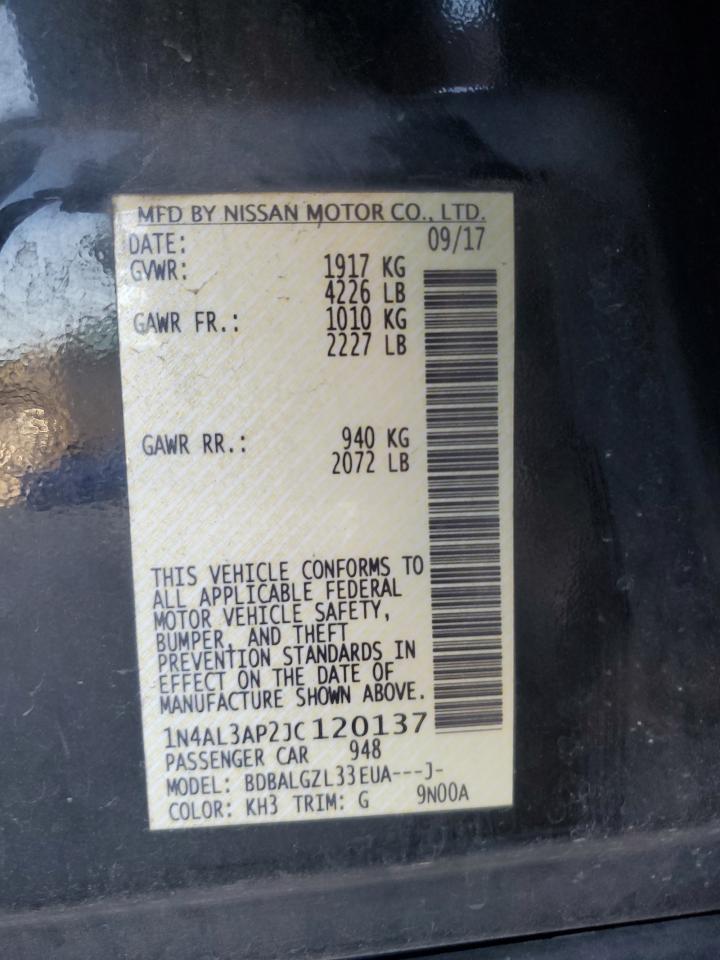 MFD BY NISSAN MOTOR CO., LTD.
DATE: 09/17
GVWR: 1917 KG
4226 LB
GAWR FR.: 1010 KG
2227 LB
GAWR RR.: 940 KG
2072 LB
THIS VEHICLE CONFORMS TO
ALL APPLICABLE FEDERAL
MOTOR VEHICLE SAFETY,
BUMPER, AND THEFT
PREVENTION STANDARDS IN
EFFECT ON THE DATE OF
MANUFACTURE SHOWN ABOVE.
1N4AL3AP2JC120137
PASSENGER CAR 948
MODEL: BDBALGZL33EUA---J-
COLOR: KH3 TRIM: G 9N00A